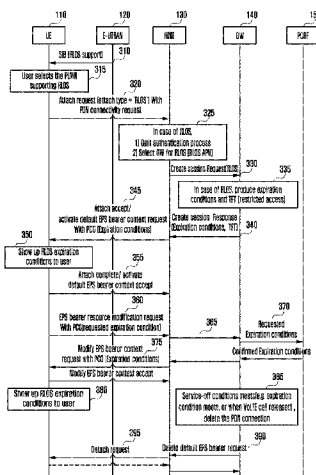 110
120
130
140
15
UE
E-UTRAN
MME
GW
PCRF
SIB (RLOS support)
310
User selects the PLMN
supporting RLOS
315
320
Attach request [attach type = "RLOS"] With
PDN connectivity request
325
In case of RLOS,
1) Omit authentication
process
2) Select GW for RLOS [RLOS APN]
330
Create session Request(RLOS)
335
In case of RLOS, produce expiration
conditions and TFT (restricted access)
345
Attach accept/
activate default EPS bearer context request
With PCO (Expiration conditions)
Create session Response
(Expiration conditions, TFT)
340
350
Show up RLOS expiration
conditions to user
355
Attach complete/ activate
default EPS bearer context accept
360
EPS bearer resource modification request
With PCO(requested expiration condition)
365
370
Requested
Expiration conditions
375
Modify EPS bearer context
request with PCO (Expiration conditions)
Confirmed Expiration conditions
Modify EPS bearer context accept
380
Show up RLOS expiration
conditions to user
385
Service-off conditions meets(e.g. expiration
condition meets, or when VoLTE call released),
delete the PDN connection
390
Delete default EPS bearer request
395
Detach request